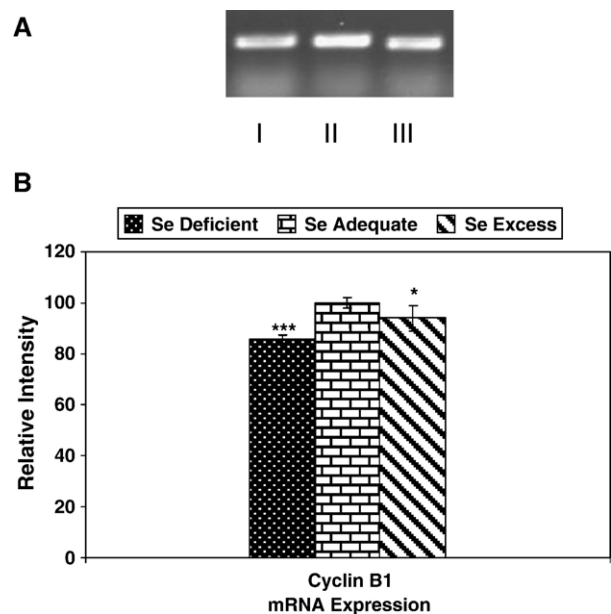 A
I II III
B
Se Deficient Se Adequate Se Excess
120
100
80
60
40
20
0
Relative Intensity
***
*
Cyclin B1
mRNA Expression